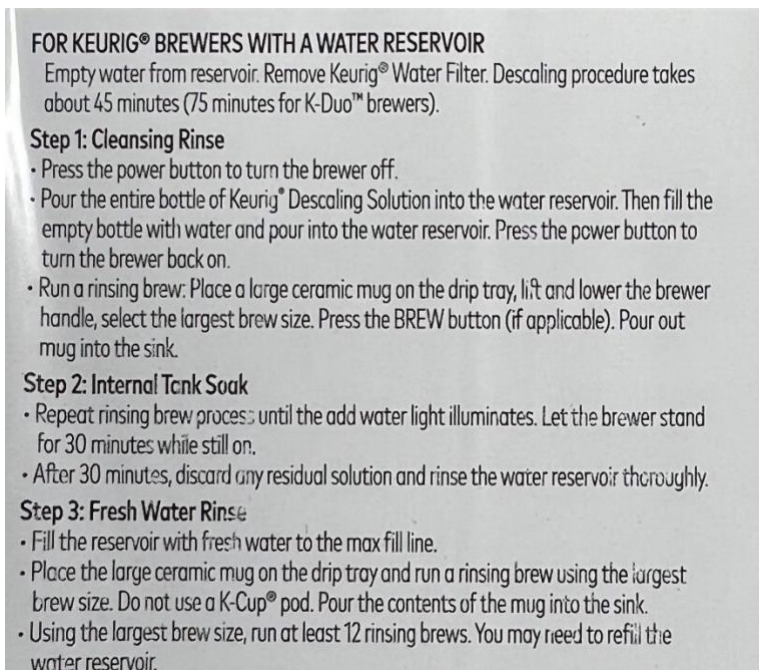 FOR KEURIG® BREWERS WITH A WATER RESERVOIR
Empty water from reservoir. Remove Keurig® Water Filter. Descaling procedure takes
about 45 minutes (75 minutes for K-Duo™ brewers).
Step 1: Cleansing Rinse
· Press the power button to turn the brewer off.
· Pour the entire bottle of Keurig® Descaling Solution into the water reservoir. Then fill the
empty bottle with water and pour into the water reservoir. Press the power button to
turn the brewer back on.
· Run a rinsing brew: Place a large ceramic mug on the drip tray, lift and lower the brewer
handle, select the largest brew size. Press the BREW button (if applicable). Pour out
mug into the sink.
Step 2: Internal Tank Soak
· Repeat rinsing brew process until the add water light illuminates. Let the brewer stand
for 30 minutes while still on.
· After 30 minutes, discard any residual solution and rinse the water reservoir thoroughly.
Step 3: Fresh Water Rinse
· Fill the reservoir with fresh water to the max fill line.
· Place the large ceramic mug on the drip tray and run a rinsing brew using the largest
brew size. Do not use a K-Cup® pod. Pour the contents of the mug into the sink.
· Using the largest brew size, run at least 12 rinsing brews. You may need to refill the
water reservoir.